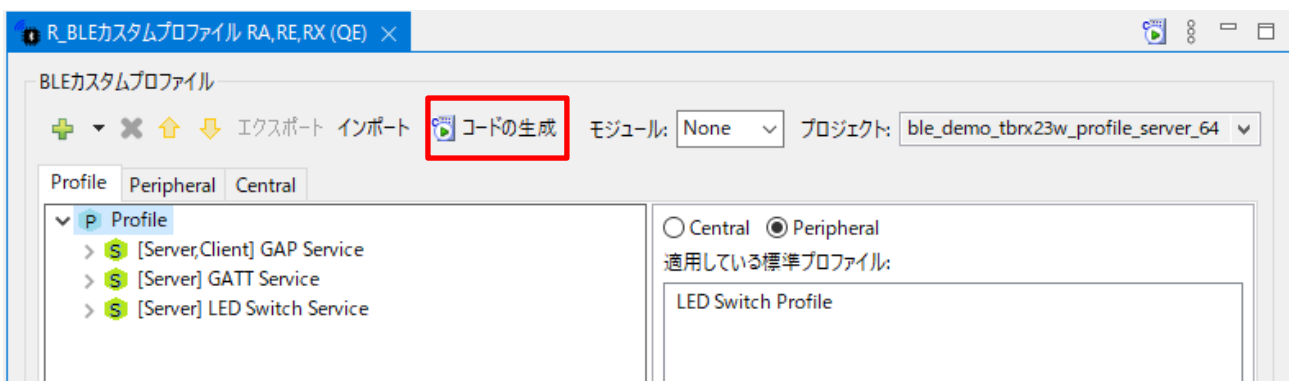 R_BLEカスタムプロファイル RA,RE,RX (QE)
BLEカスタムプロファイル
エクスポート インポート コードの生成 モジュール: None プロジェクト: ble_demo_tbrx23w_profile_server_64
Profile Peripheral Central
Profile
[Server,Client] GAP Service
[Server] GATT Service
[Server] LED Switch Service
Central Peripheral
適用している標準プロファイル:
LED Switch Profile